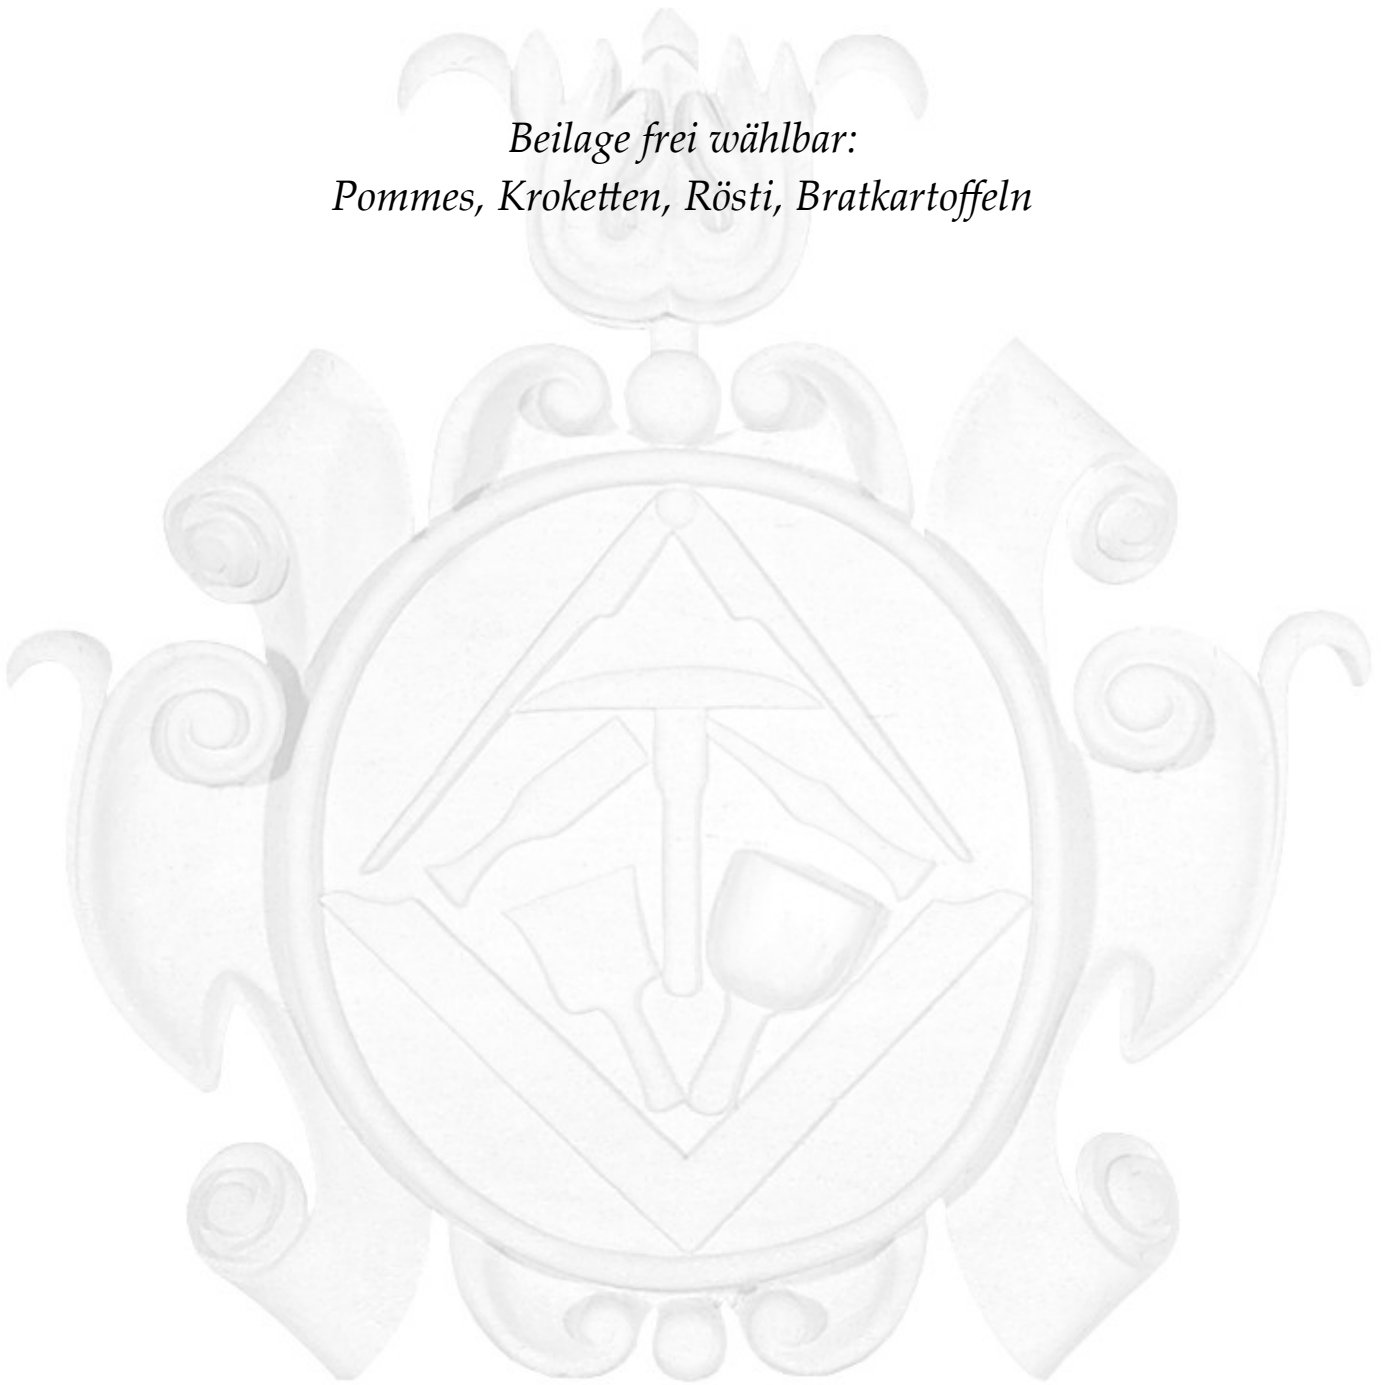 Beilage frei wählbar:
Pommes, Kroketten, Rösti, Bratkartoffeln